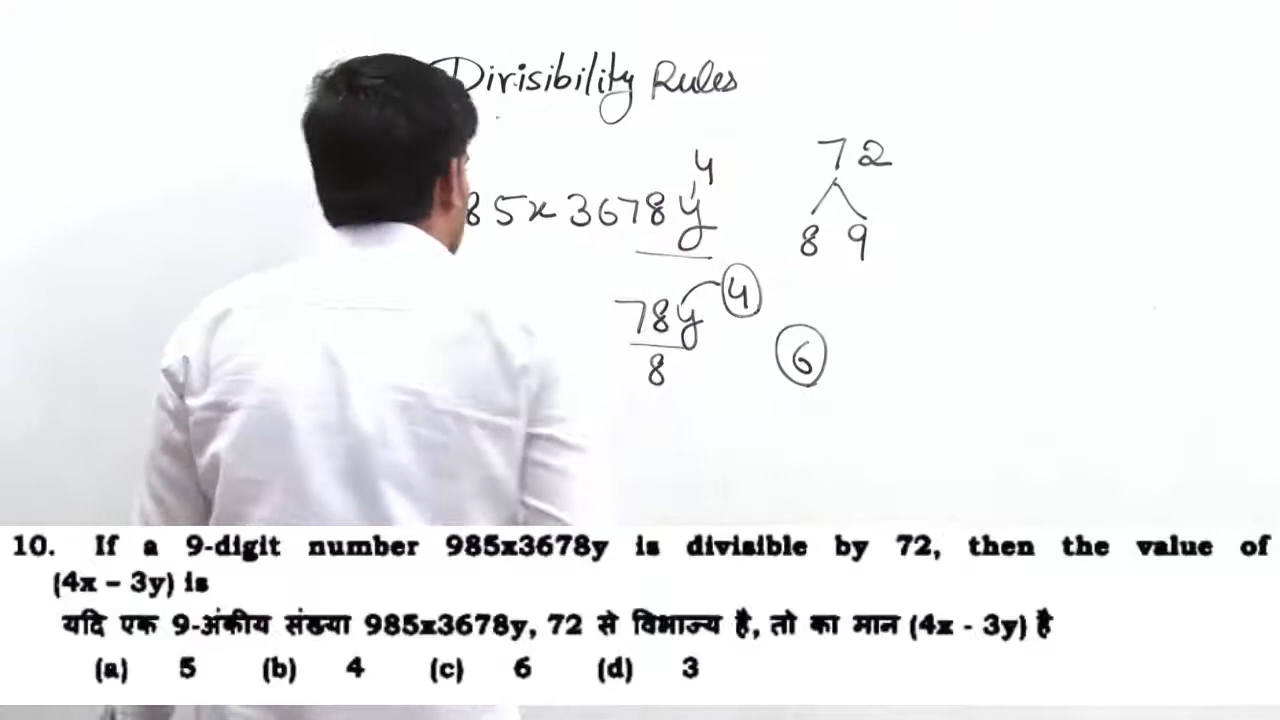 Divisibility Rules
4
85x3678y
72
8 9
78y 4
8
6
10. If a 9-digit number 985x3678y is divisible by 72, then the value of
(4x – 3y) is
यदि एक 9-अंकीय संख्या 985x3678y, 72 से विभाज्य है, तो का मान (4x - 3y) है
(a) 5 (b) 4 (c) 6 (d) 3